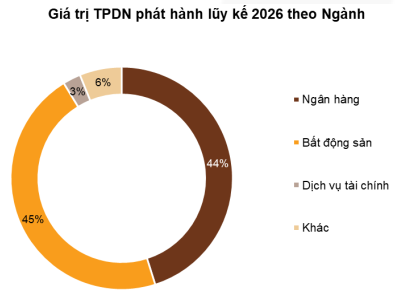 Giá trị TPDN phát hành lũy kế 2026 theo Ngành
6%
3%
44%
45%
Ngân hàng
Bất động sản
Dịch vụ tài chính
Khác